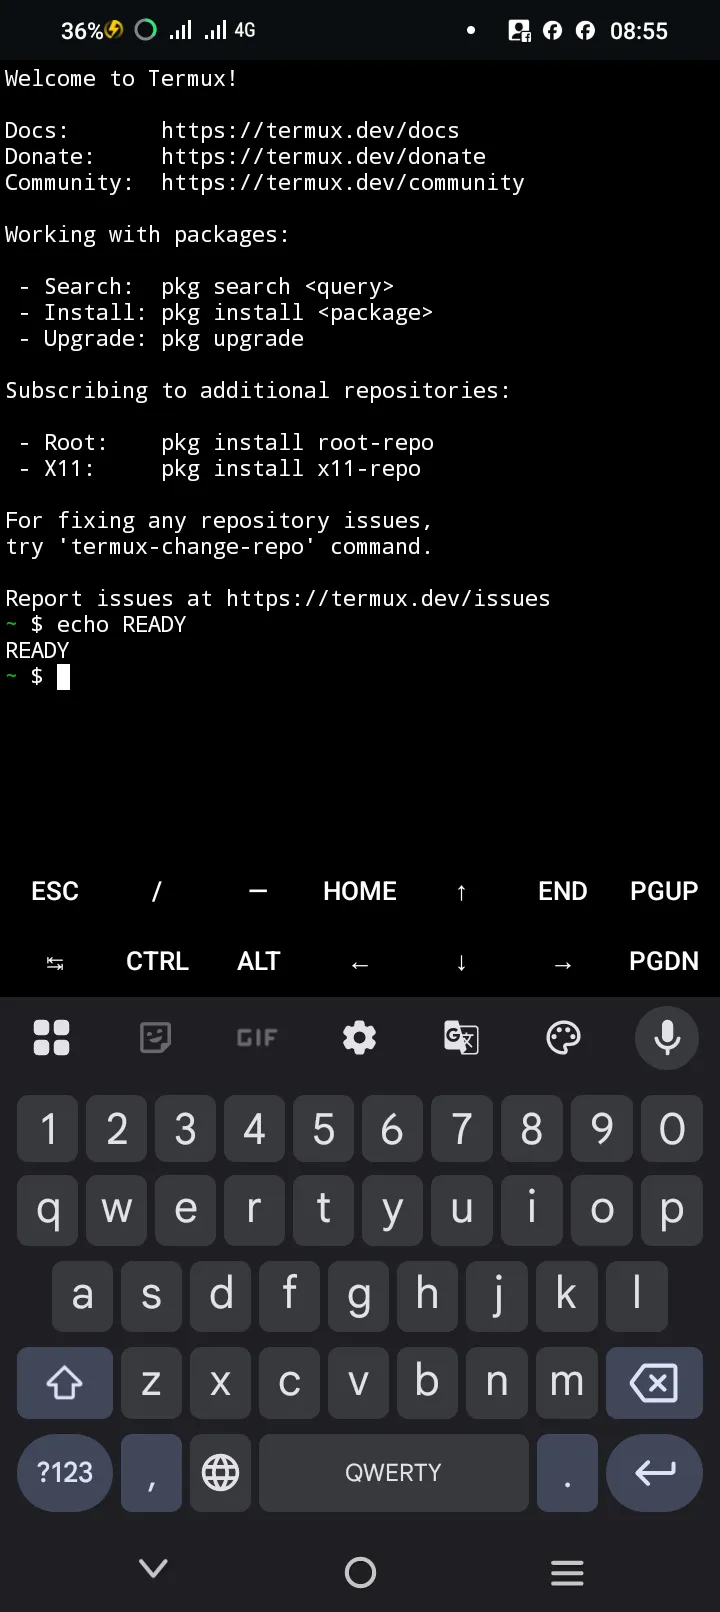 36% 4G 08:55
Welcome to Termux!
Docs: https://termux.dev/docs
Donate: https://termux.dev/donate
Community: https://termux.dev/community
Working with packages:
- Search: pkg search <query>
- Install: pkg install <package>
- Upgrade: pkg upgrade
Subscribing to additional repositories:
- Root: pkg install root-repo
- X11: pkg install x11-repo
For fixing any repository issues,
try 'termux-change-repo' command.
Report issues at https://termux.dev/issues
~ $ echo READY
READY
~ $
ESC / — HOME ↑ END PGUP
↹ CTRL ALT ← ↓ → PGDN
GIF G文
1 2 3 4 5 6 7 8 9 0
q w e r t y u i o p
a s d f g h j k l
z x c v b n m
?123 , QWERTY .